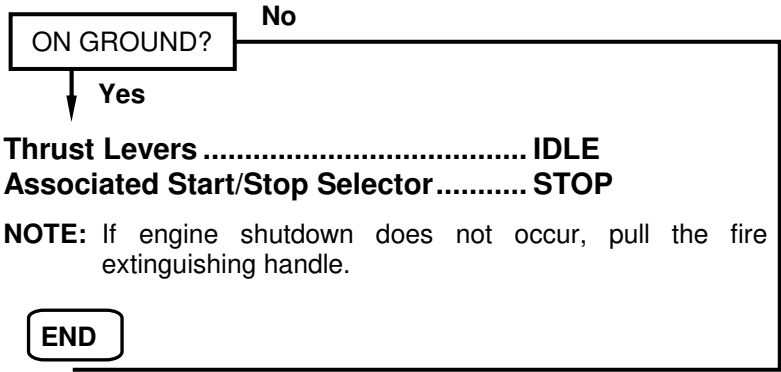 No
ON GROUND?
Yes
Thrust Levers ....................................... IDLE
Associated Start/Stop Selector........... STOP
NOTE: If engine shutdown does not occur, pull the fire
extinguishing handle.
END